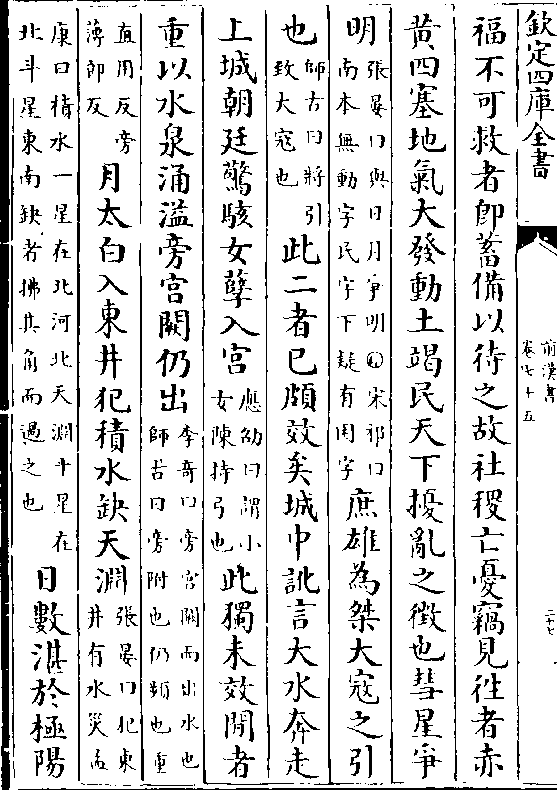 欽定四庫全書
前漢書
卷七十五
二十七
福不可救者即蓄備以待之故社稷亡憂竊見往者赤
黃四塞地氣大發動土竭民天下擾亂之徴也彗星爭
明張晏曰與日月爭明宋祁曰南本無動字民字下疑有用字庶雄為桀大寇之引
也師古曰將引致大寇也此二者已頗效矣城中訛言大水奔走
上城朝廷驚駭女孽入宮應劭曰謂小女陳持弓也此獨未效間者
重以水泉涌溢旁宮闕仍出李奇曰旁宮闕而出水也師古曰旁附也仍頻也重
直用反旁薄郎反月太白入東井犯積水缺天淵張晏曰犯東井有水災孟
康曰積水一星在北河北天淵十星在北斗星東南缺者拂其角而過之也日數湛於極陽